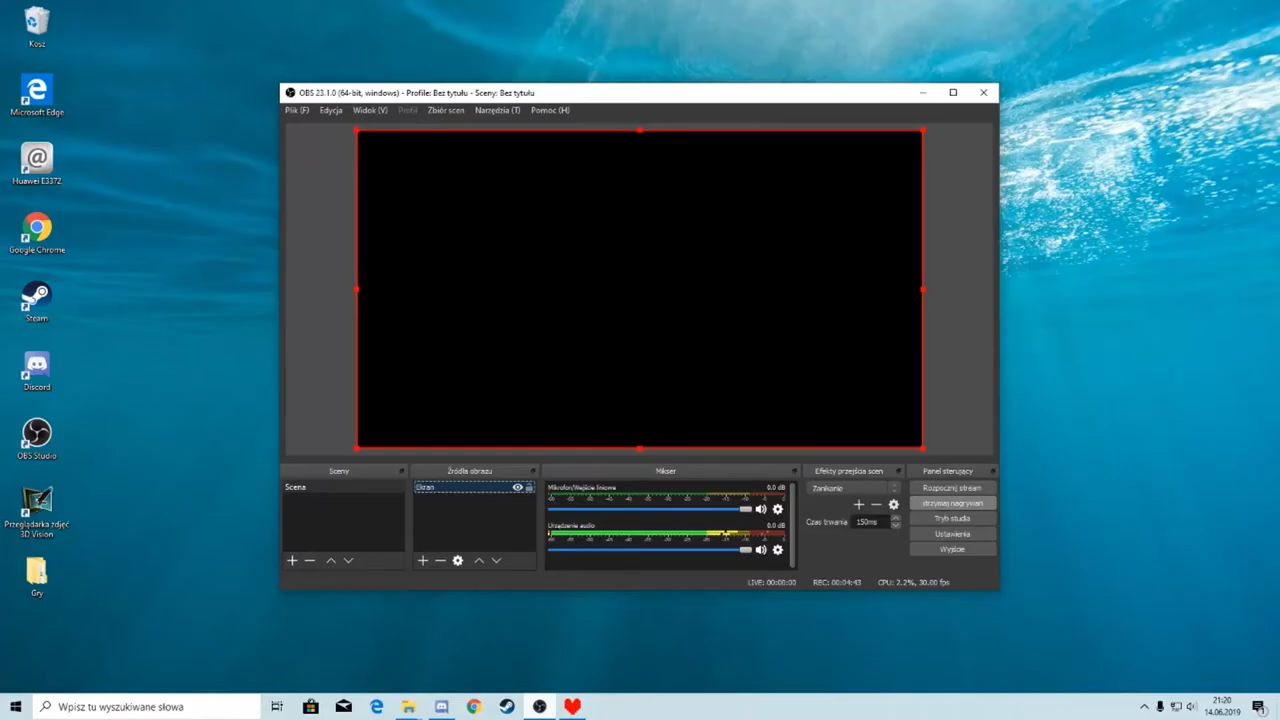 Kosz
Microsoft Edge
Huawei E3372
Google Chrome
Steam
Discord
OBS Studio
Przeglądarka zdjęć
3D Vision
Gry
OBS 23.1.0 (64-bit, windows) - Profile: Bez tytułu - Sceny: Bez tytułu
Plik (F) Edycja Widok (V) Profil Zbiór scen Narzędzia (T) Pomoc (H)
Sceny
Scena
Źródła obrazu
Ekran
Mikser
Mikrofon/Wejście liniowe 0.0 dB
Urządzenie audio 0.0 dB
Efekty przejścia scen
Zanikanie
Czas trwania 150ms
Panel sterujący
Rozpocznij stream
strzymaj nagrywan
Tryb studia
Ustawienia
Wyjście
LIVE: 00:00:00 REC: 00:04:43 CPU: 2.2%, 30.00 fps
Wpisz tu wyszukiwane słowa
21:20
14.06.2019